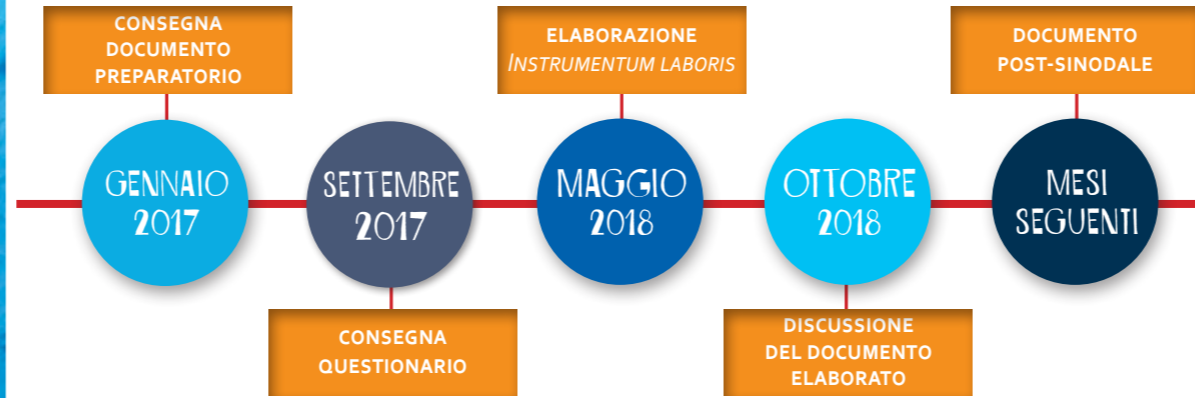 CONSEGNA
DOCUMENTO
PREPARATORIO
GENNAIO
2017
SETTEMBRE
2017
CONSEGNA
QUESTIONARIO
ELABORAZIONE
INSTRUMENTUM LABORIS
MAGGIO
2018
OTTOBRE
2018
DISCUSSIONE
DEL DOCUMENTO
ELABORATO
DOCUMENTO
POST-SINODALE
MESI
SEGUENTI